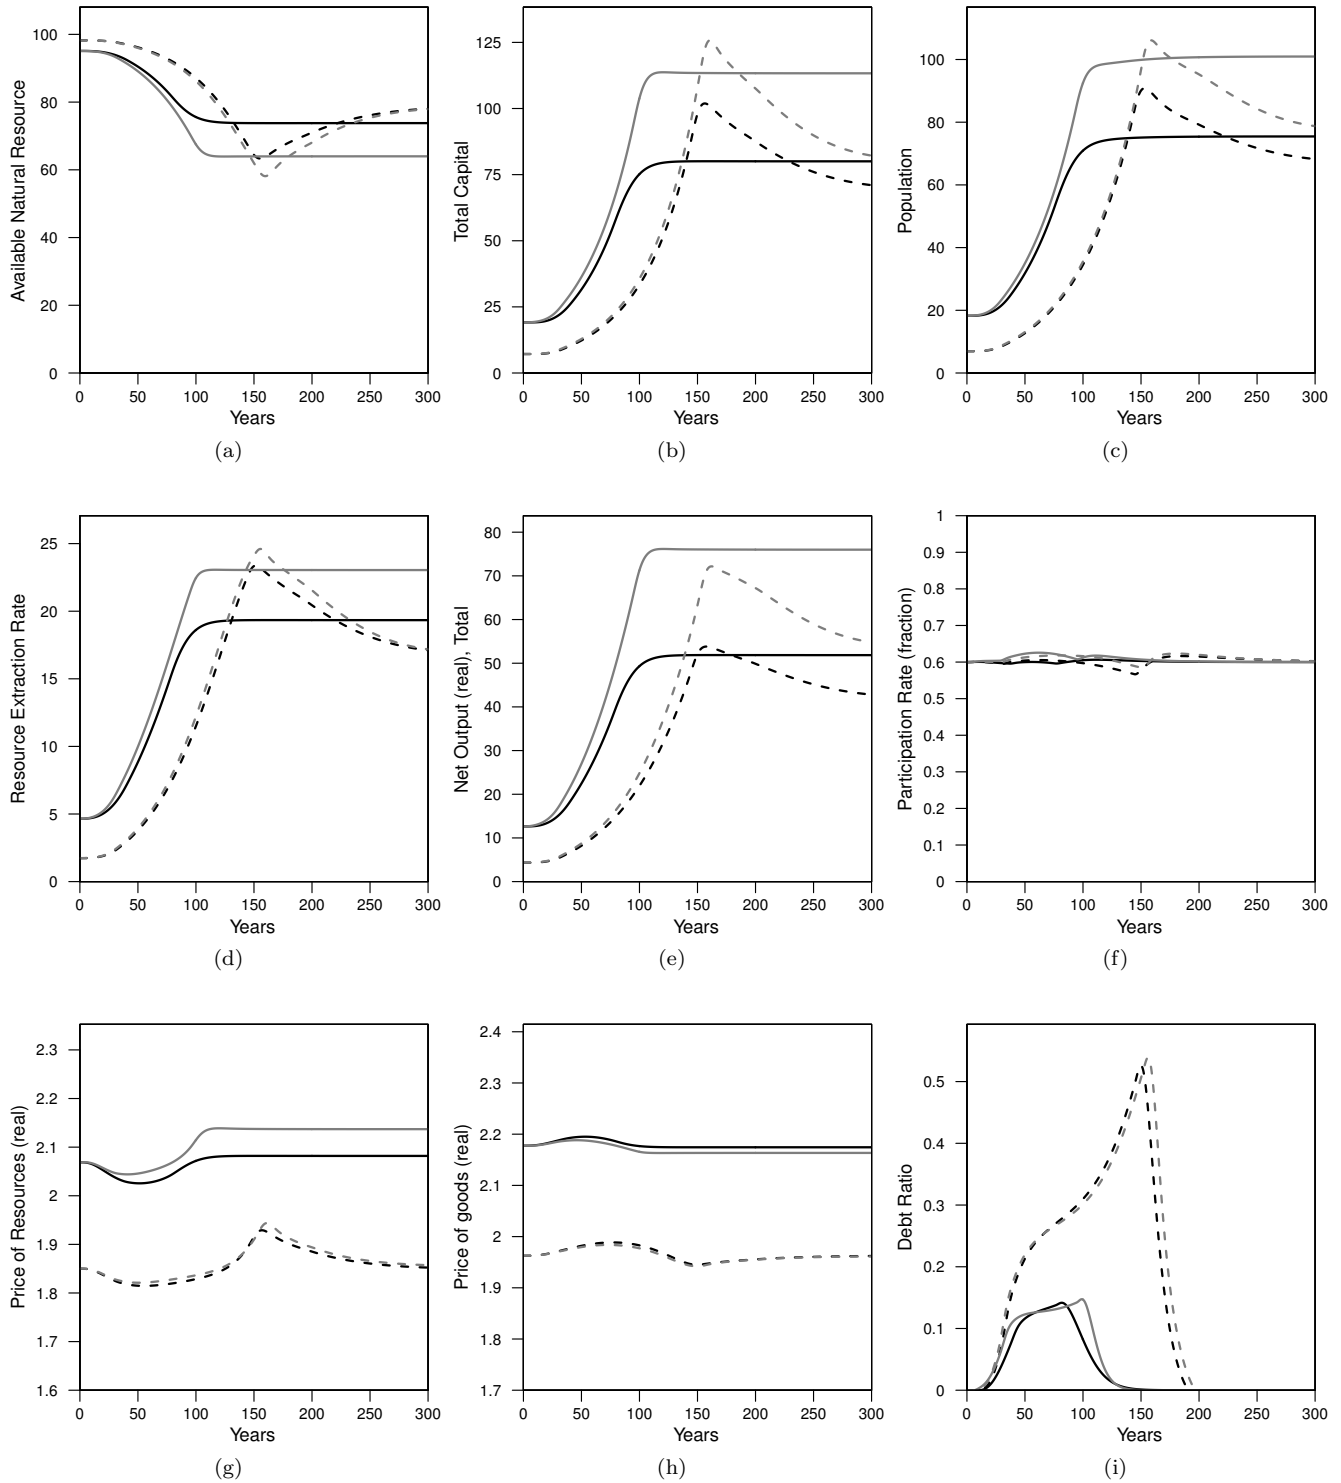 Available Natural Resource
100
80
60
40
20
0
0 50 100 150 200 250 300
Years
(a)
Total Capital
125
100
75
50
25
0
0 50 100 150 200 250 300
Years
(b)
Population
100
80
60
40
20
0
0 50 100 150 200 250 300
Years
(c)
Resource Extraction Rate
25
20
15
10
5
0
0 50 100 150 200 250 300
Years
(d)
Net Output (real), Total
80
70
60
50
40
30
20
10
0
0 50 100 150 200 250 300
Years
(e)
Participation Rate (fraction)
1
0.9
0.8
0.7
0.6
0.5
0.4
0.3
0.2
0.1
0
0 50 100 150 200 250 300
Years
(f)
Price of Resources (real)
2.3
2.2
2.1
2
1.9
1.8
1.7
1.6
0 50 100 150 200 250 300
Years
(g)
Price of goods (real)
2.4
2.3
2.2
2.1
2
1.9
1.8
1.7
0 50 100 150 200 250 300
Years
(h)
Debt Ratio
0.5
0.4
0.3
0.2
0.1
0
0 50 100 150 200 250 300
Years
(i)